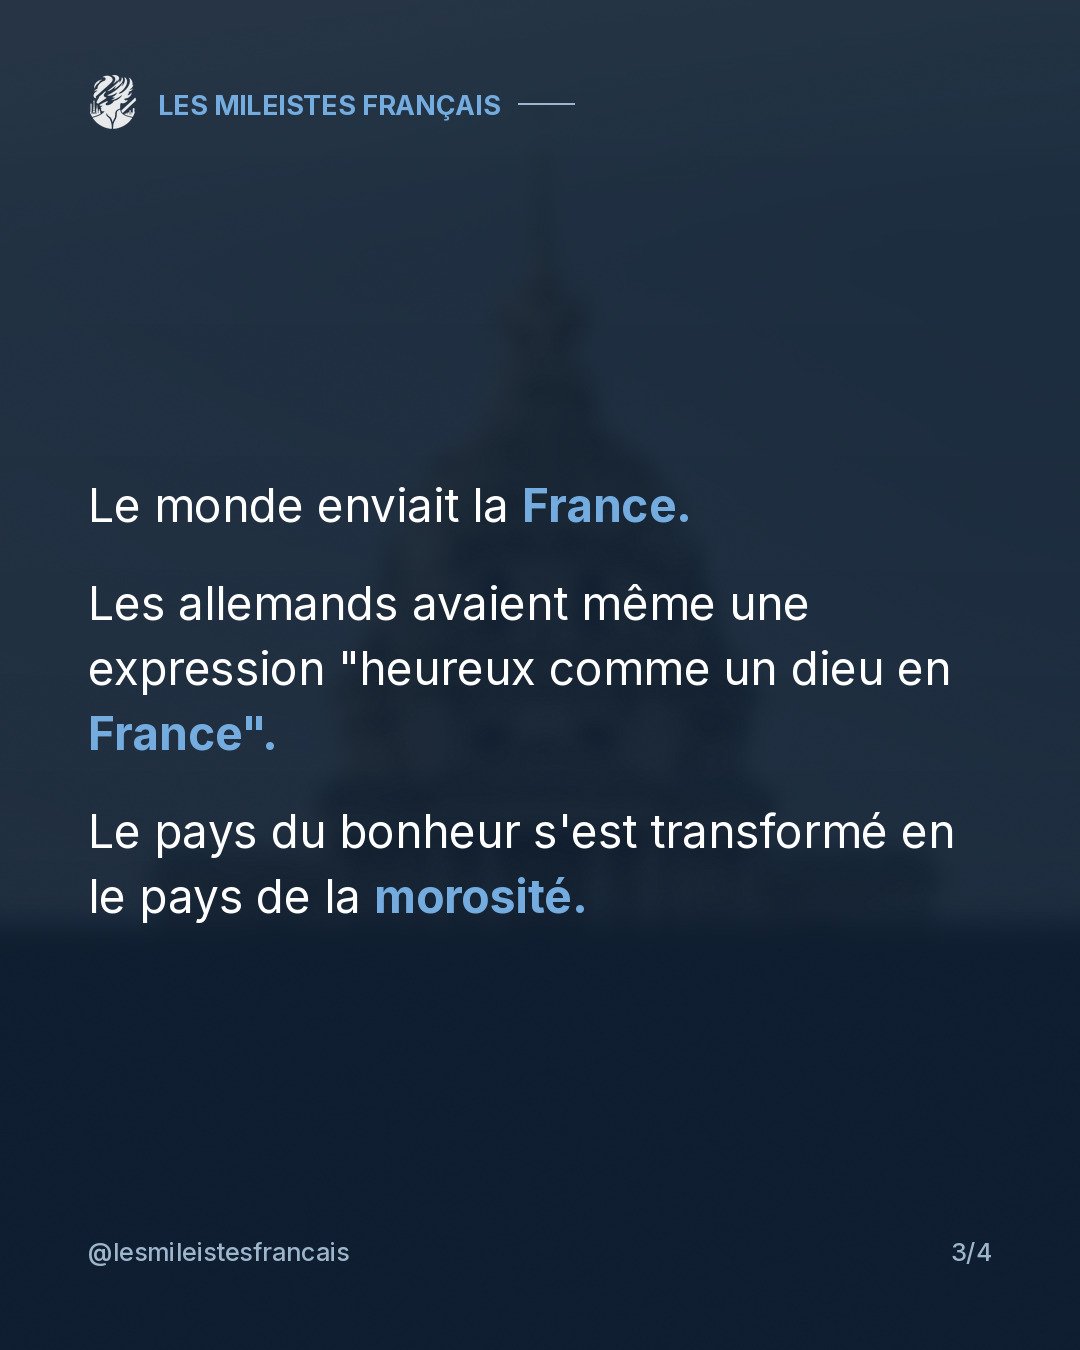 LES MILEISTES FRANÇAIS
Le monde enviait la France.
Les allemands avaient même une
expression "heureux comme un dieu en
France".
Le pays du bonheur s'est transformé en
le pays de la morosité.
@lesmileistesfrancais
3/4